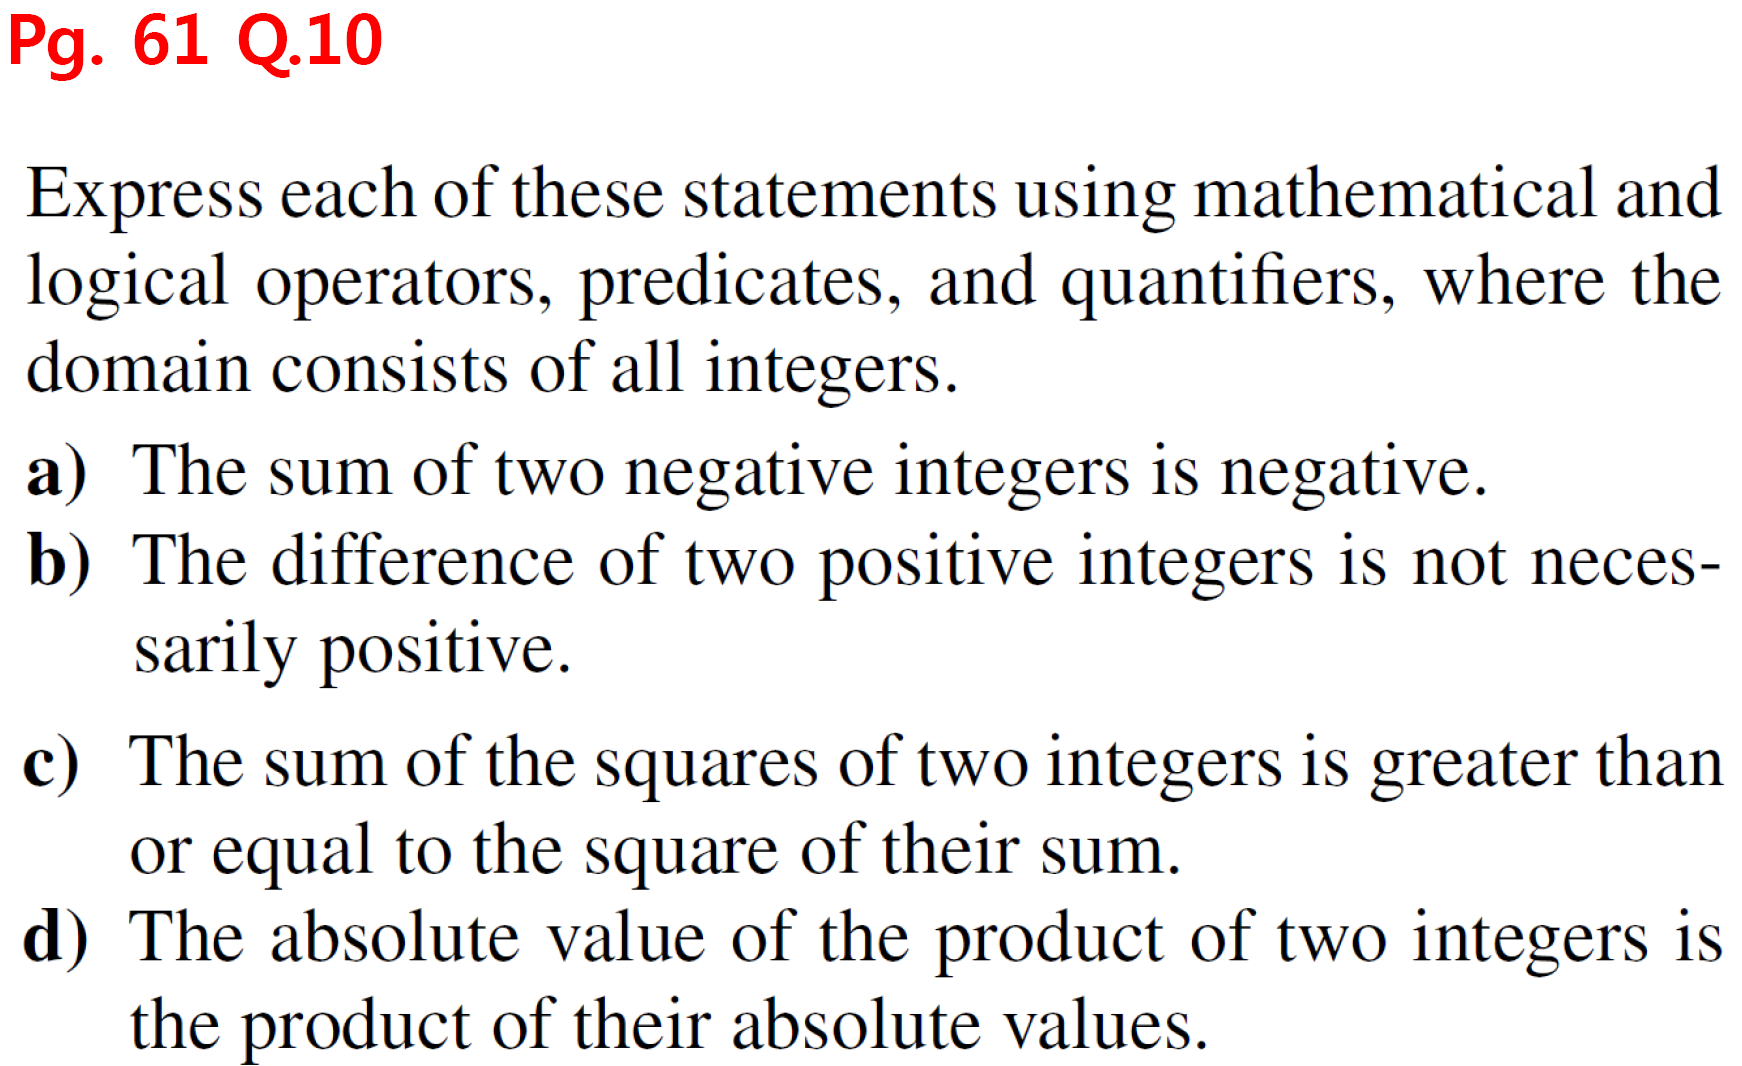 Pg. 61 Q.10
Express each of these statements using mathematical and
logical operators, predicates, and quantifiers, where the
domain consists of all integers.
a) The sum of two negative integers is negative.
b) The difference of two positive integers is not neces-
sarily positive.
c) The sum of the squares of two integers is greater than
or equal to the square of their sum.
d) The absolute value of the product of two integers is
the product of their absolute values.